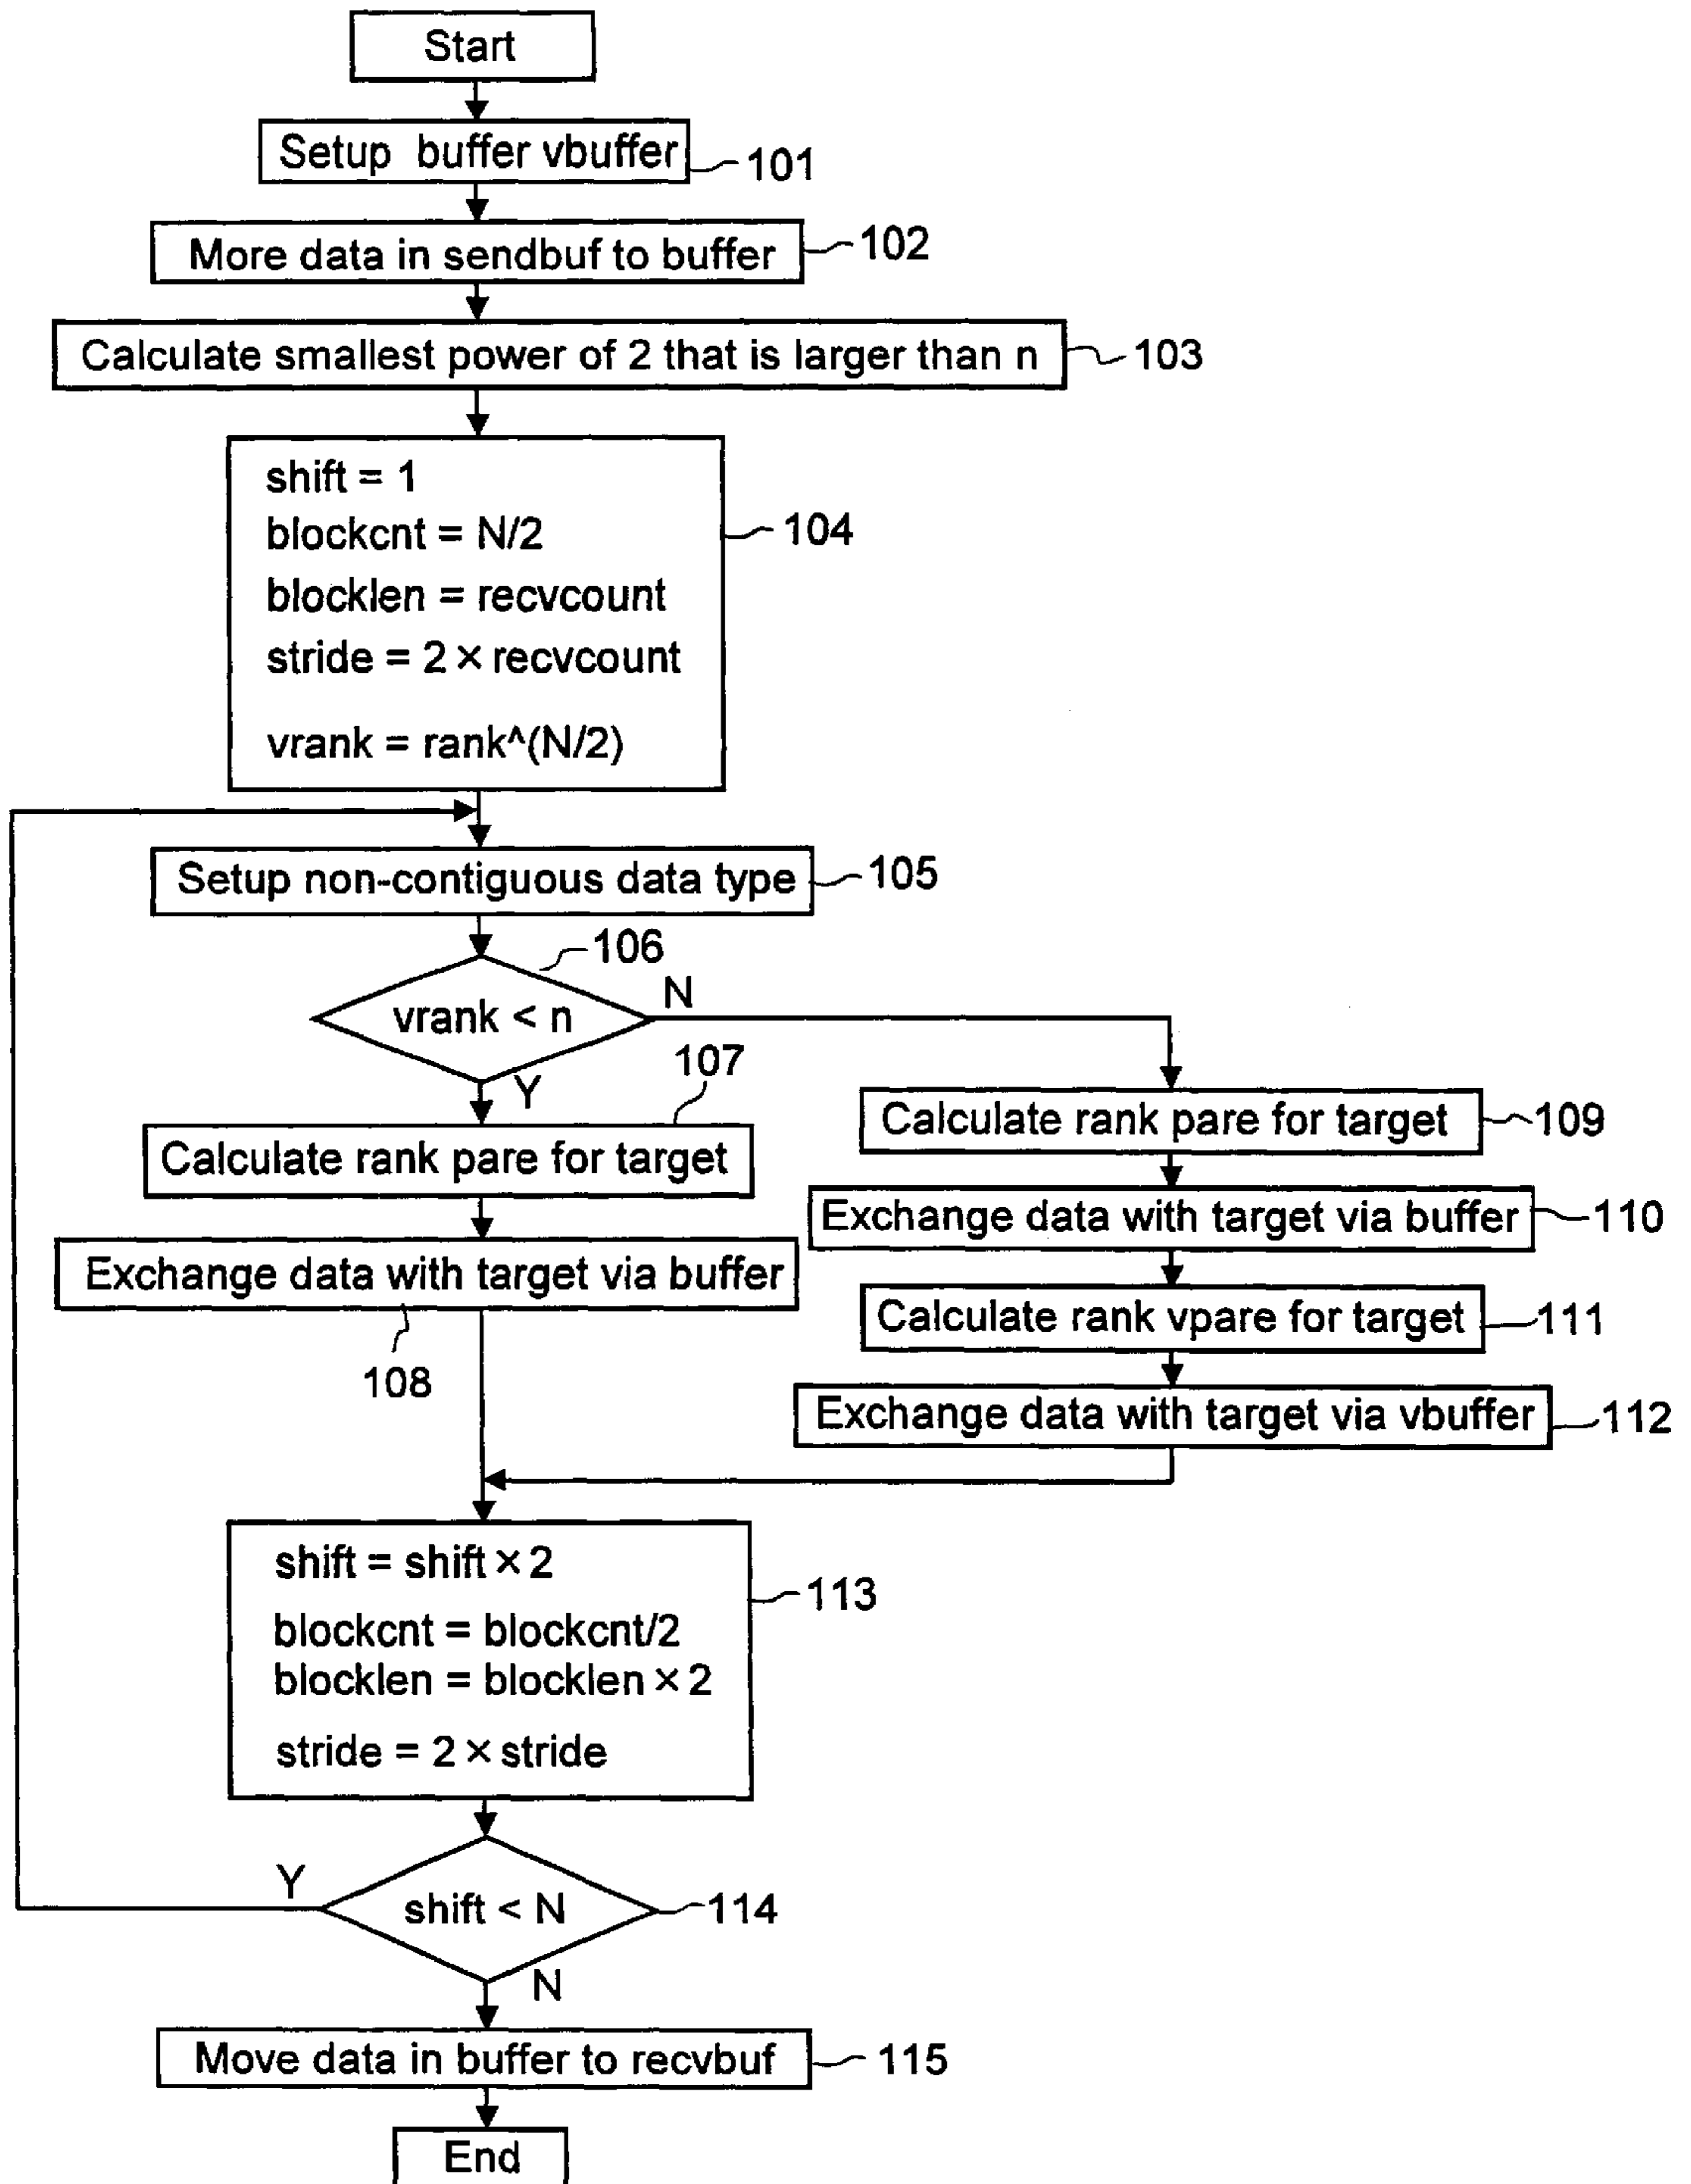 Start
Setup buffer vbuffer
101
More data in sendbuf to buffer
102
Calculate smallest power of 2 that is larger than n
103
shift = 1
blockcnt = N/2
104
blocklen = recvcount
stride = 2 × recvcount
vrank = rank^(N/2)
Setup non-contiguous data type
105
106
vrank < n
N
Y
107
Calculate rank pare for target
Exchange data with target via buffer
108
Calculate rank pare for target
109
Exchange data with target via buffer
110
Calculate rank vpare for target
111
Exchange data with target via vbuffer
112
shift = shift × 2
113
blockcnt = blockcnt/2
blocklen = blocklen × 2
stride = 2 × stride
Y
shift < N
114
N
Move data in buffer to recvbuf
115
End